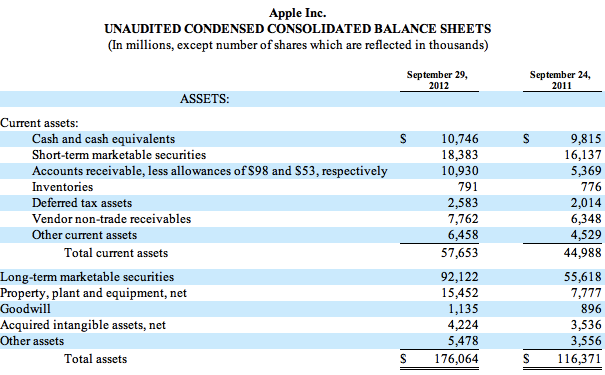 Apple Inc.
UNAUDITED CONDENSED CONSOLIDATED BALANCE SHEETS
(In millions, except number of shares which are reflected in thousands)
September 29, September 24,
2012 2011
ASSETS:
Current assets:
Cash and cash equivalents $ 10,746 $ 9,815
Short-term marketable securities 18,383 16,137
Accounts receivable, less allowances of $98 and $53, respectively 10,930 5,369
Inventories 791 776
Deferred tax assets 2,583 2,014
Vendor non-trade receivables 7,762 6,348
Other current assets 6,458 4,529
Total current assets 57,653 44,988
Long-term marketable securities 92,122 55,618
Property, plant and equipment, net 15,452 7,777
Goodwill 1,135 896
Acquired intangible assets, net 4,224 3,536
Other assets 5,478 3,556
Total assets $ 176,064 $ 116,371